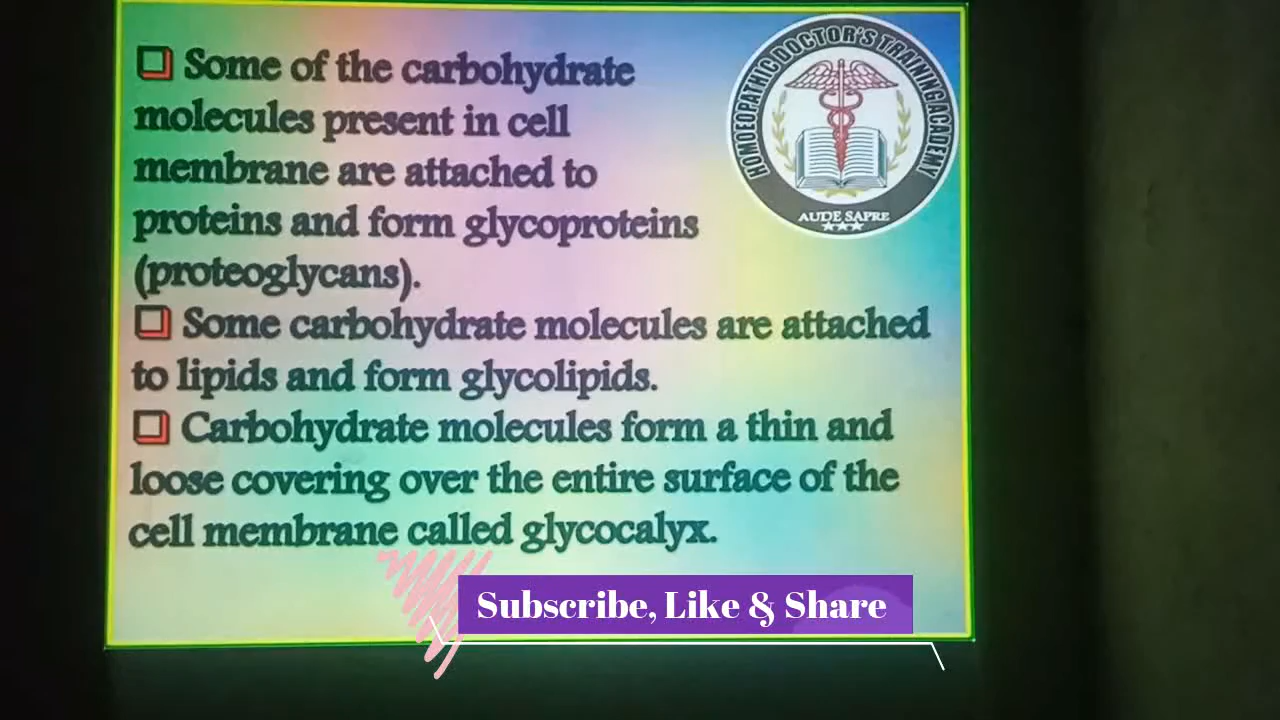 ❑ Some of the carbohydrate
molecules present in cell
membrane are attached to
proteins and form glycoproteins
(proteoglycans).
❑ Some carbohydrate molecules are attached
to lipids and form glycolipids.
❑ Carbohydrate molecules form a thin and
loose covering over the entire surface of the
cell membrane called glycocalyx.
HOMOEOPATHIC DOCTOR'S TRAINING ACADEMY
AUDE SAPRE
Subscribe, Like & Share